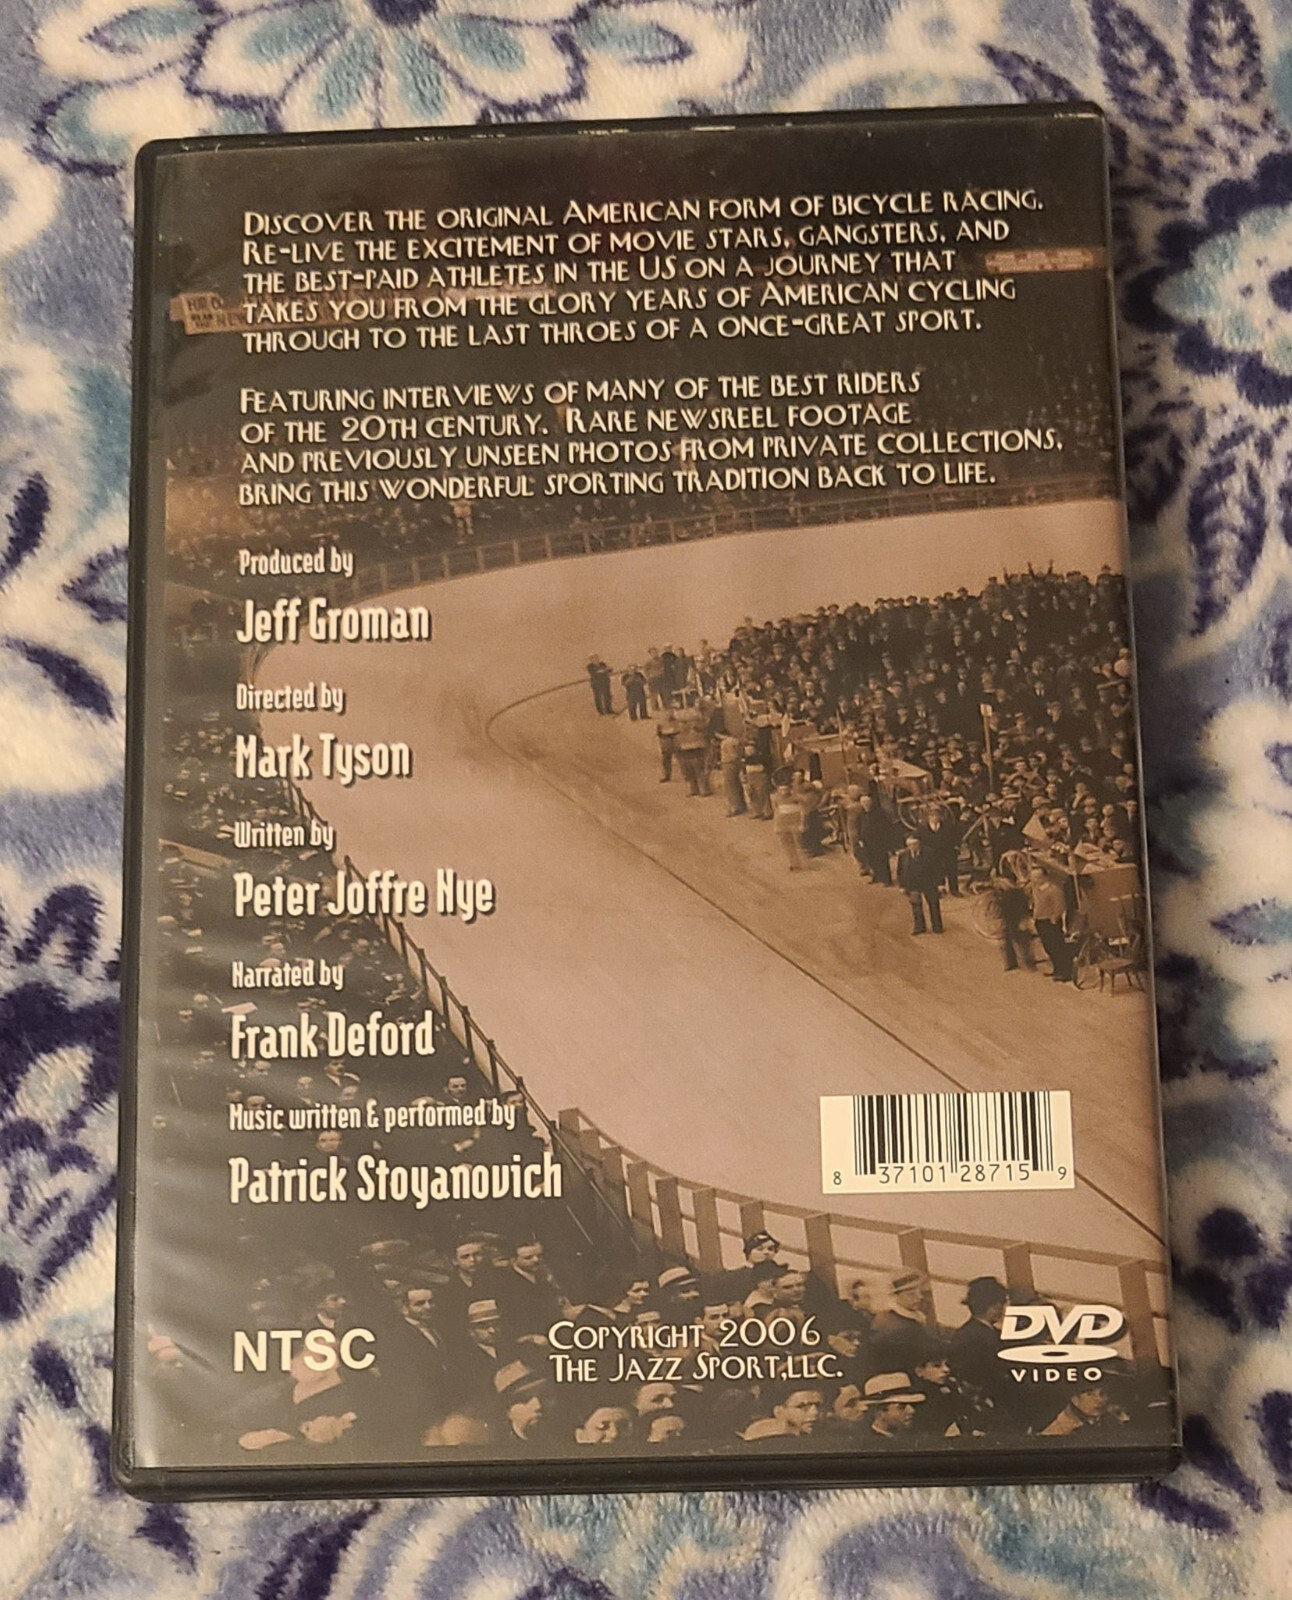 Discover the original American form of bicycle racing.
Re-live the excitement of movie stars, gangsters, and
the best-paid athletes in the US on a journey that
takes you from the glory years of American cycling
through to the last throes of a once-great sport.
Featuring interviews of many of the best riders
of the 20th century. Rare newsreel footage
and previously unseen photos from private collections,
bring this wonderful sporting tradition back to life.
Produced by
Jeff Groman
Directed by
Mark Tyson
Written by
Peter Joffre Nye
Narrated by
Frank Deford
Music written & performed by
Patrick Stoyanovich
8 37101 28715 9
NTSC
Copyright 2006
The Jazz Sport,LLC.
DVD
VIDEO